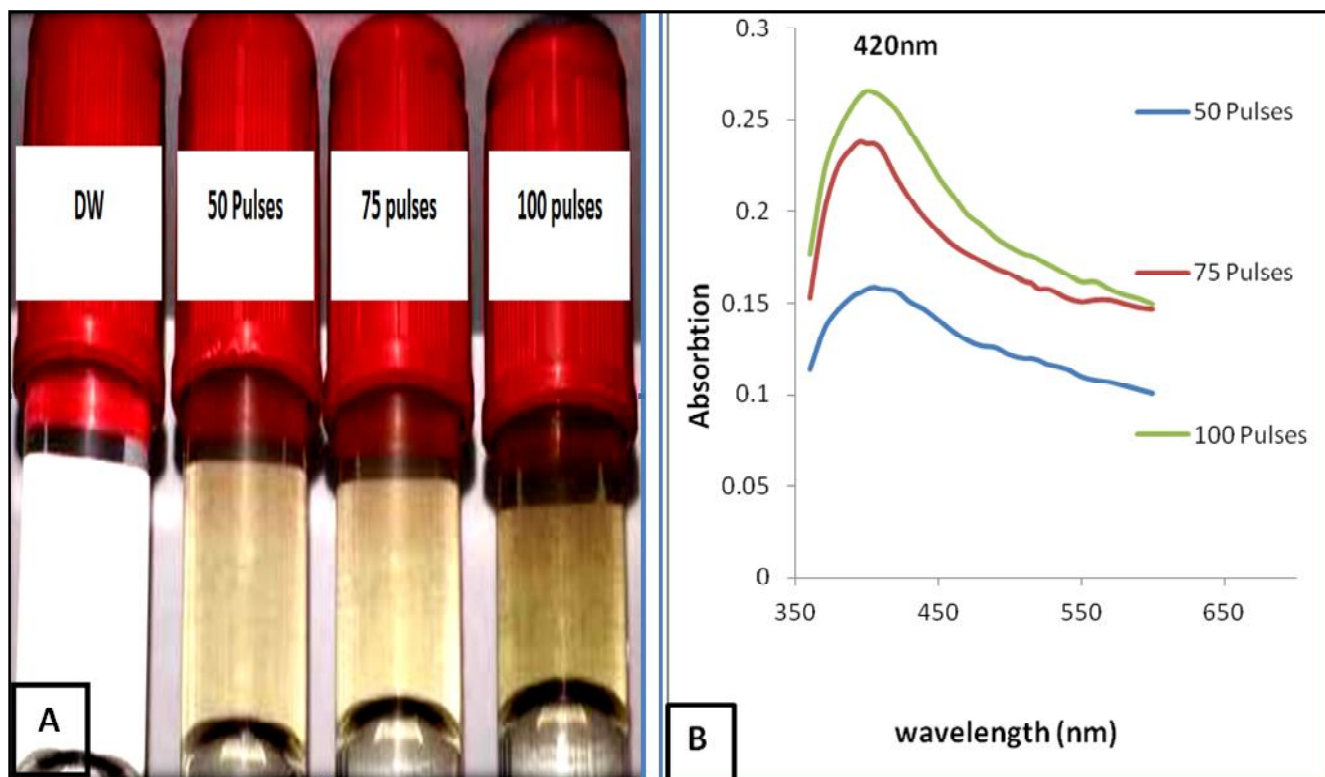 DW
50 Pulses
75 pulses
100 pulses
A
420nm
0.3
0.25
0.2
0.15
0.1
0.05
0
350
450
550
650
Absorbtion
wavelength (nm)
50 Pulses
75 Pulses
100 Pulses
B